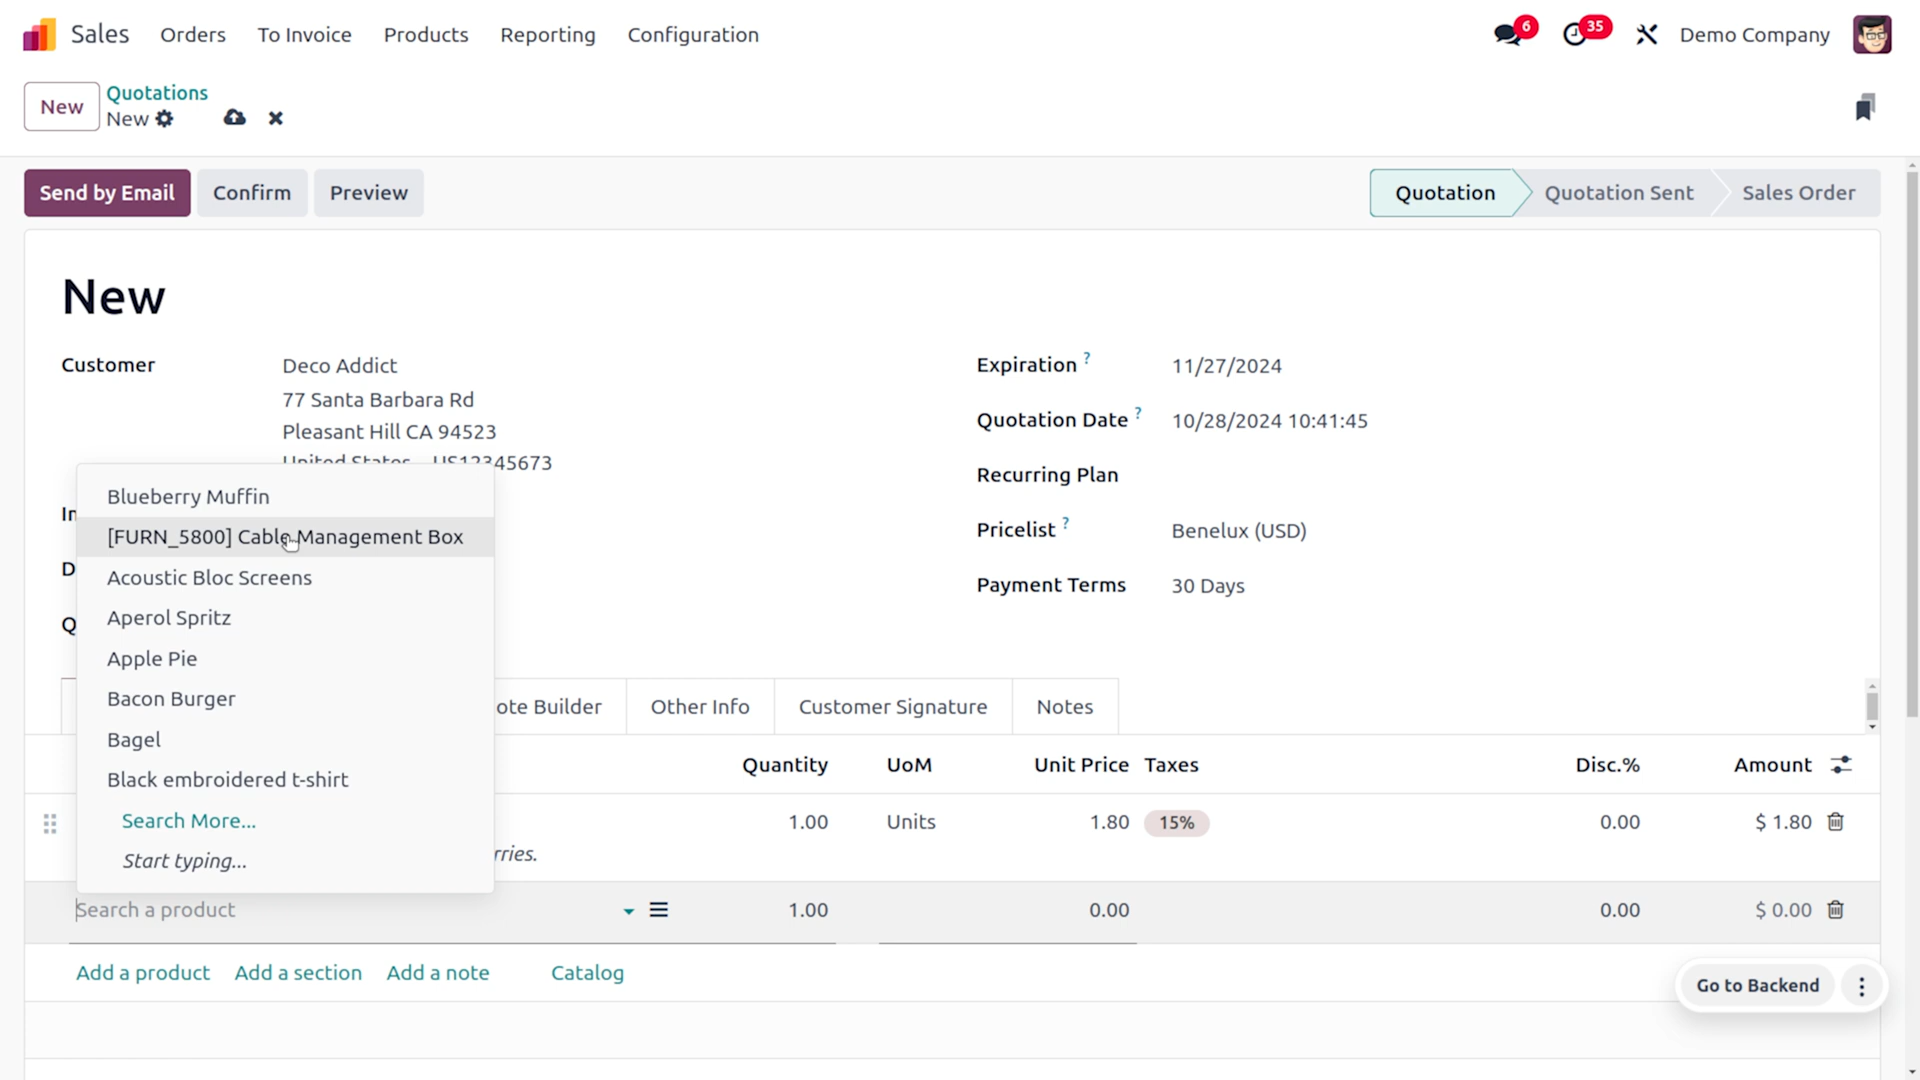 Sales Orders To Invoice Products Reporting Configuration 6 35 Demo Company
New Quotations
New
Send by Email Confirm Preview Quotation Quotation Sent Sales Order
New
Customer Deco Addict Expiration ? 11/27/2024
77 Santa Barbara Rd
Pleasant Hill CA 94523
Quotation Date ? 10/28/2024 10:41:45
United States – US12345673
Recurring Plan
Blueberry Muffin
In
[FURN_5800] Cable Management Box
Pricelist ? Benelux (USD)
D
Acoustic Bloc Screens
Payment Terms 30 Days
Q
Aperol Spritz
Apple Pie
Bacon Burger
ote Builder Other Info Customer Signature Notes
Bagel
Quantity UoM Unit Price Taxes Disc.% Amount
Black embroidered t-shirt
Search More...
1.00 Units 1.80 15% 0.00 $ 1.80
Start typing...
rries.
Search a product 1.00 0.00 0.00 $ 0.00
Add a product Add a section Add a note Catalog
Go to Backend